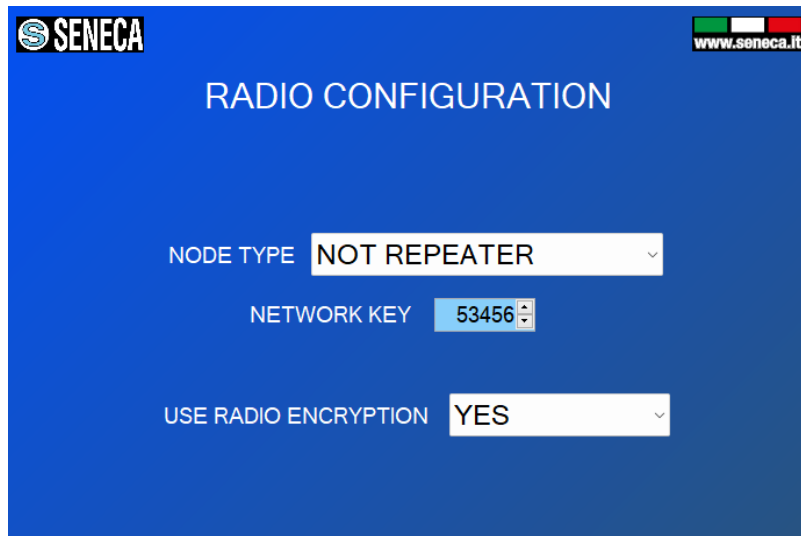 SENECA
www.seneca.it
RADIO CONFIGURATION
NODE TYPE NOT REPEATER
NETWORK KEY 53456
USE RADIO ENCRYPTION YES